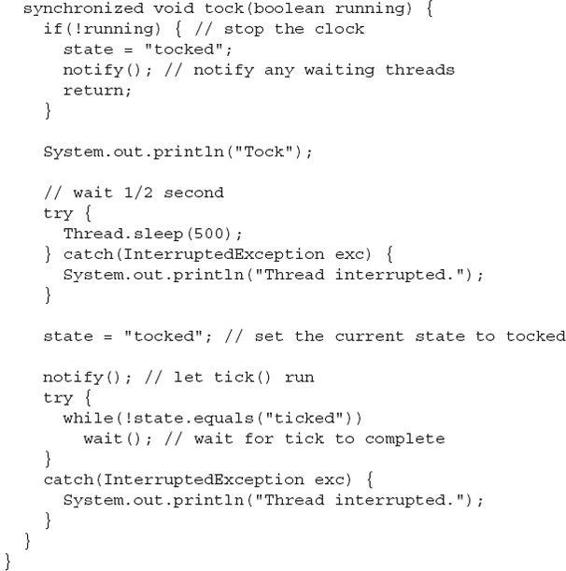 synchronized void tock(boolean running) {
if(!running) { // stop the clock
state = "tocked";
notify(); // notify any waiting threads
return;
}
System.out.println("Tock");
// wait 1/2 second
try {
Thread.sleep(500);
} catch(InterruptedException exc) {
System.out.println("Thread interrupted.");
}
state = "tocked"; // set the current state to tocked
notify(); // let tick() run
try {
while(!state.equals("ticked"))
wait(); // wait for tick to complete
}
catch(InterruptedException exc) {
System.out.println("Thread interrupted.");
}
}
}